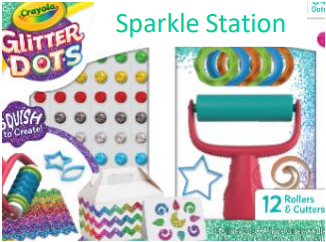 Sparkle Station
Crayola
GLITTER
DOTS
SQUISH
to Create!
Dots
12 Rollers
& Cutters